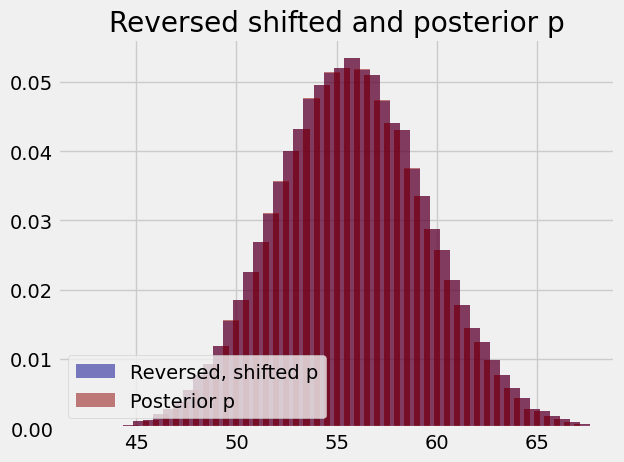 Reversed shifted and posterior p
0.05
0.04
0.03
0.02
0.01
0.00
Reversed, shifted p
Posterior p
45 50 55 60 65